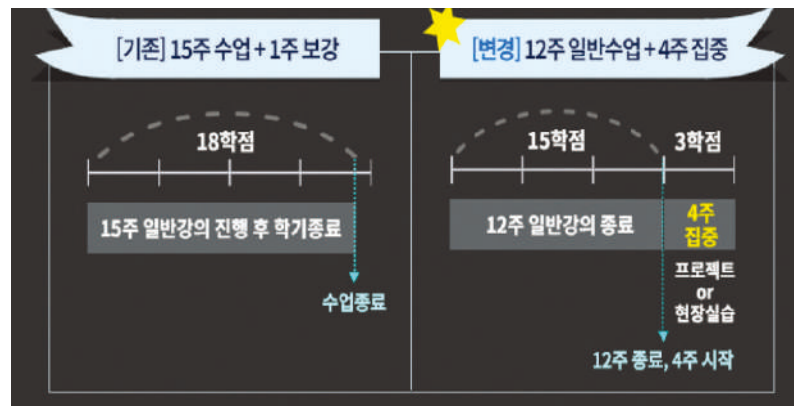 [기존] 15주 수업 + 1주 보강
18학점
15주 일반강의 진행 후 학기종료
수업종료
[변경] 12주 일반수업 + 4주 집중
15학점
3학점
12주 일반강의 종료
4주
집중
프로젝트
or
현장실습
12주 종료, 4주 시작